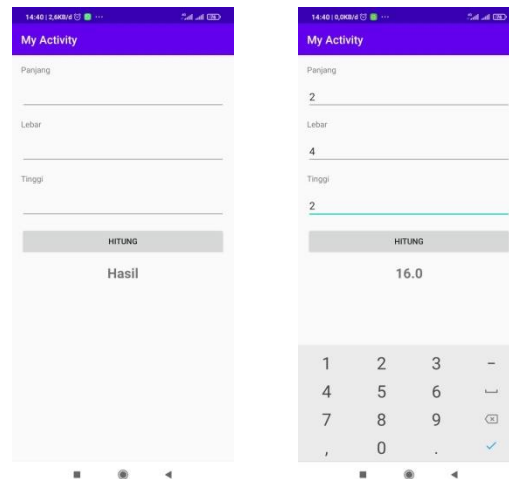 14:40 | 2,6KB/d
My Activity
Panjang
Lebar
Tinggi
HITUNG
Hasil
14:40 | 0,0KB/d
My Activity
Panjang
2
Lebar
4
Tinggi
2
HITUNG
16.0
1 2 3 -
4 5 6
7 8 9
, 0 .